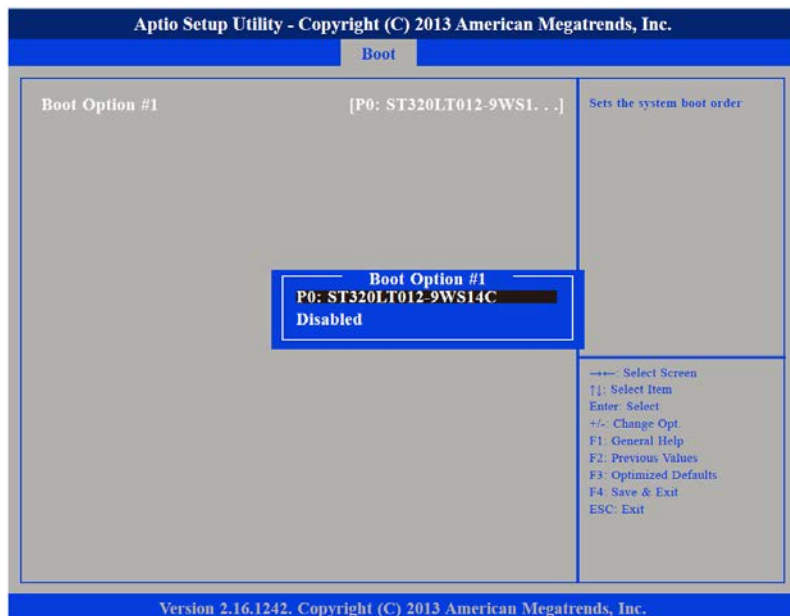 Aptio Setup Utility - Copyright (C) 2013 American Megatrends, Inc.
Boot
Boot Option #1 [P0: ST320LT012-9WS1. . .]
Sets the system boot order
Boot Option #1
P0: ST320LT012-9WS14C
Disabled
→←: Select Screen
↑↓: Select Item
Enter: Select
+/-: Change Opt.
F1: General Help
F2: Previous Values
F3: Optimized Defaults
F4: Save & Exit
ESC: Exit
Version 2.16.1242. Copyright (C) 2013 American Megatrends, Inc.